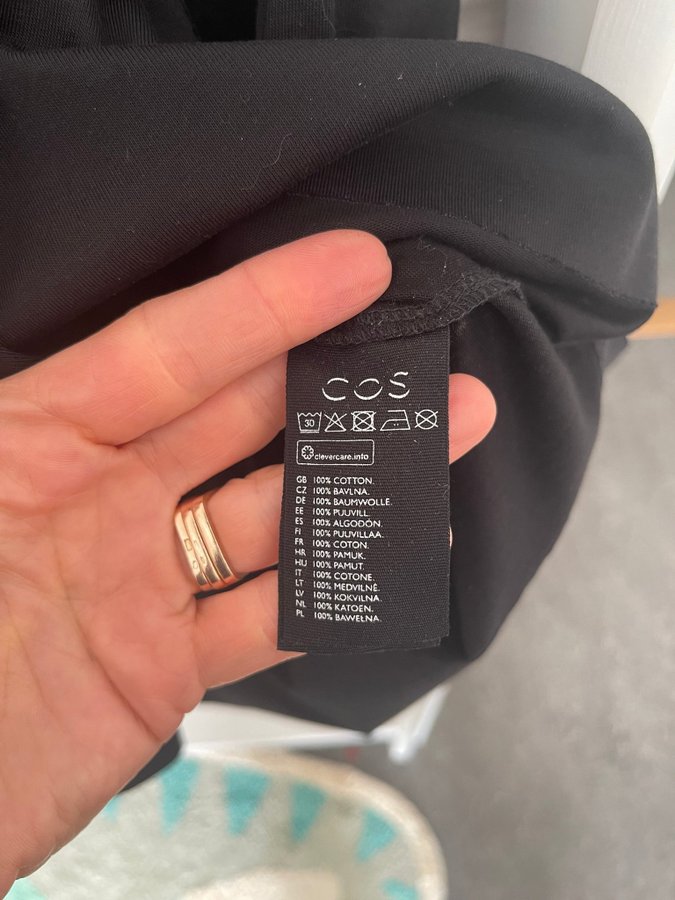 COS
30
clevercare.info
GB 100% COTTON.
CZ 100% BAVLNA.
DE 100% BAUMWOLLE.
EE 100% PUUVILL.
ES 100% ALGODÓN.
FI 100% PUUVILLAA.
FR 100% COTON.
HR 100% PAMUK.
HU 100% PAMUT.
IT 100% COTONE.
LT 100% MEDVILNĖ.
LV 100% KOKVILNA.
NL 100% KATOEN.
PL 100% BAWEŁNA.